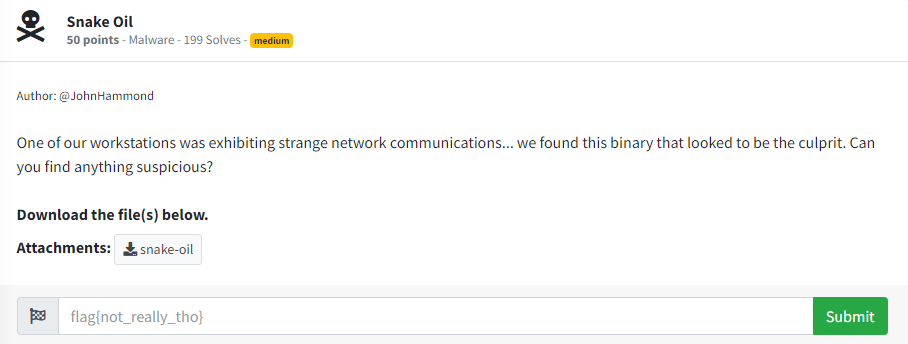 Snake Oil
50 points - Malware - 199 Solves - medium
Author: @JohnHammond
One of our workstations was exhibiting strange network communications... we found this binary that looked to be the culprit. Can
you find anything suspicious?
Download the file(s) below.
Attachments: snake-oil
flag{not_really_tho} Submit